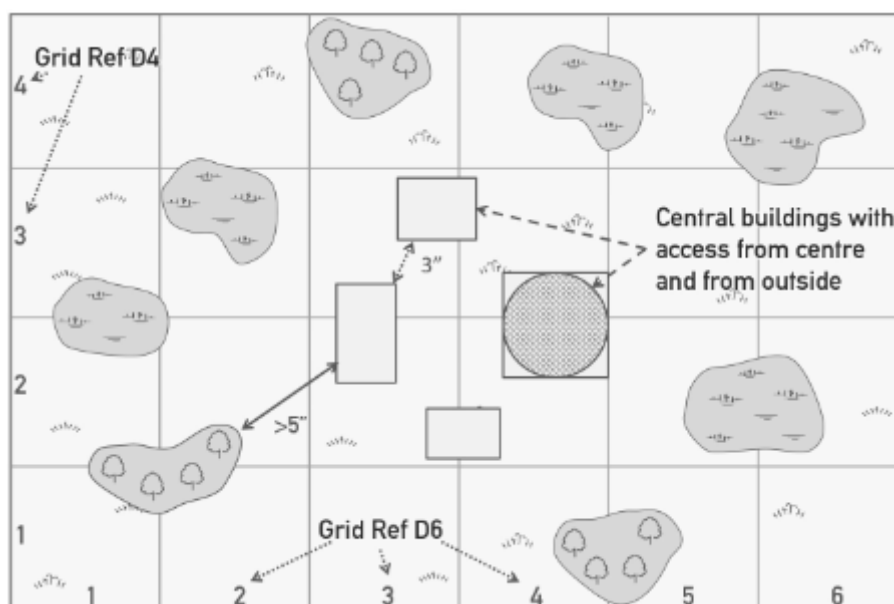 Grid Ref D4
4
3
Central buildings with
access from centre
and from outside
3”
2
>5”
1
Grid Ref D6
1
2
3
4
5
6